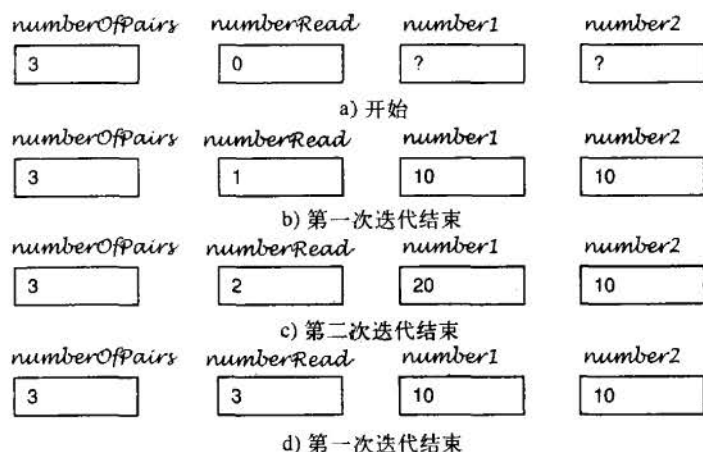 numberOfPairs numberRead number1 number2
3 0 ? ?
a) 开始
numberOfPairs numberRead number1 number2
3 1 10 10
b) 第一次迭代结束
numberOfPairs numberRead number1 number2
3 2 20 10
c) 第二次迭代结束
numberOfPairs numberRead number1 number2
3 3 10 10
d) 第一次迭代结束